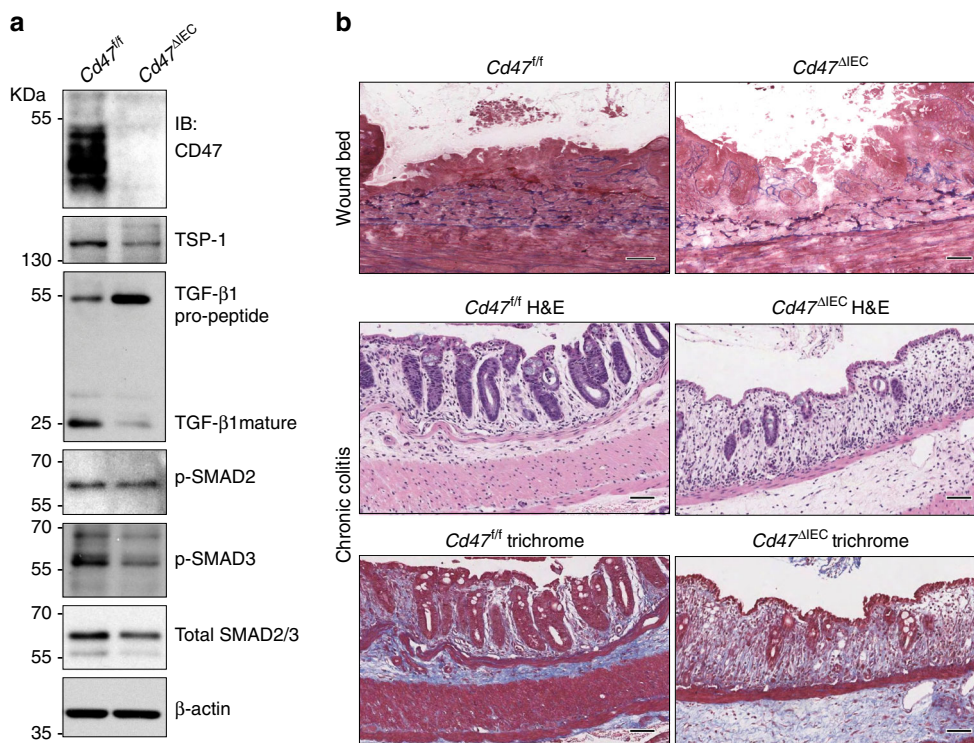 a
b
Cd47f/f
Cd47ΔIEC
KDa
55
IB:
CD47
TSP-1
130
55
TGF-β1
pro-peptide
25
TGF-β1mature
70
p-SMAD2
55
70
p-SMAD3
55
70
Total SMAD2/3
55
β-actin
35
Cd47f/f
Cd47ΔIEC
Wound bed
Cd47f/f H&E
Cd47ΔIEC H&E
Chronic colitis
Cd47f/f trichrome
Cd47ΔIEC trichrome